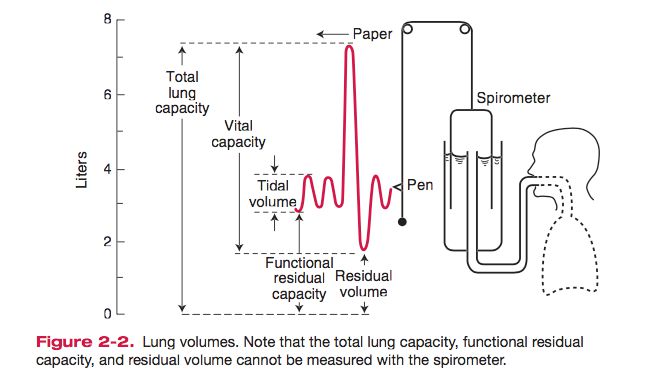 8
Paper
Total
lung
capacity
6
Spirometer
Vital
capacity
Liters
4
Tidal
volume
Pen
2
Functional
residual
capacity
Residual
volume
0
Figure 2-2. Lung volumes. Note that the total lung capacity, functional residual
capacity, and residual volume cannot be measured with the spirometer.